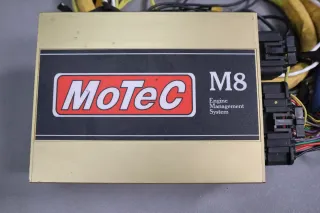 MoTeC
M8
Engine
Management
System